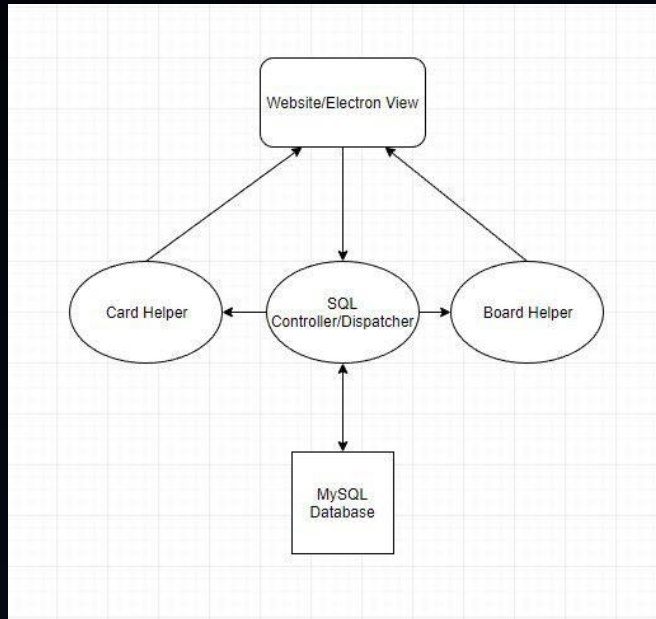 Website/Electron View
Card Helper
SQL
Controller/Dispatcher
Board Helper
MySQL
Database